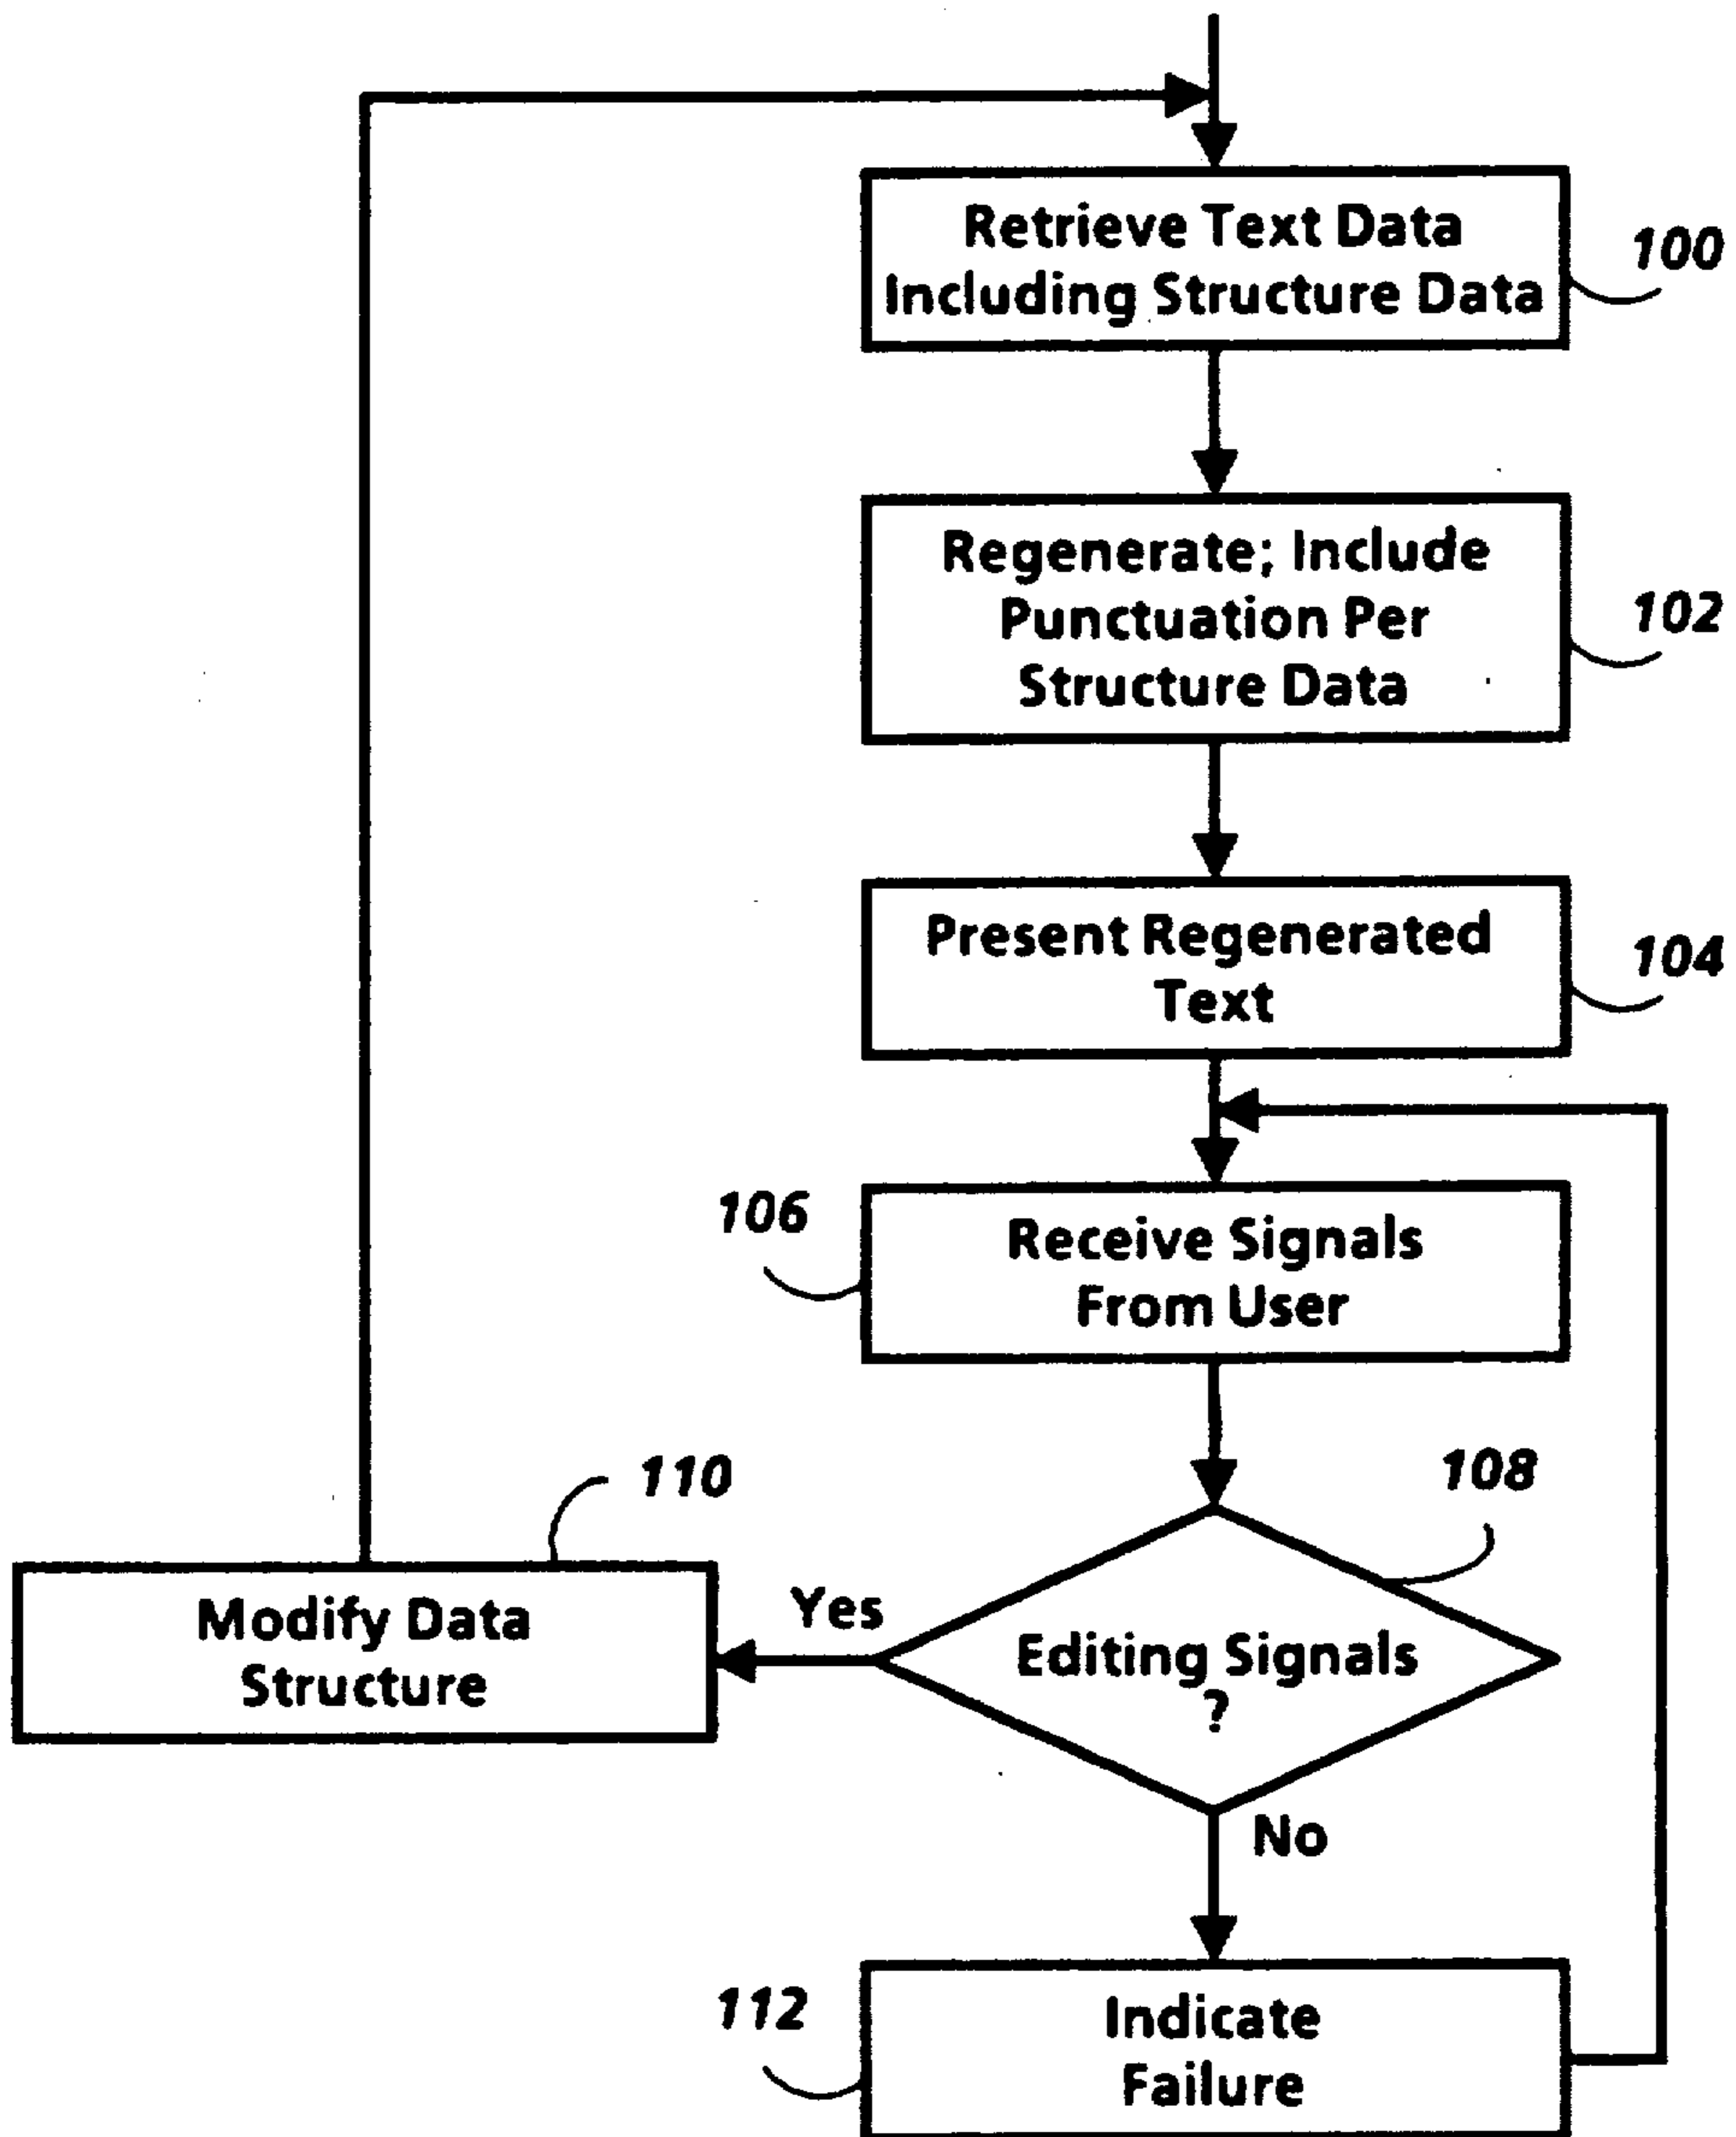 Retrieve Text Data
Including Structure Data
100
Regenerate; Include
Punctuation Per
Structure Data
102
Present Regenerated
Text
104
106
Receive Signals
From User
108
110
Modify Data
Structure
Yes
Editing Signals
?
No
112
Indicate
Failure